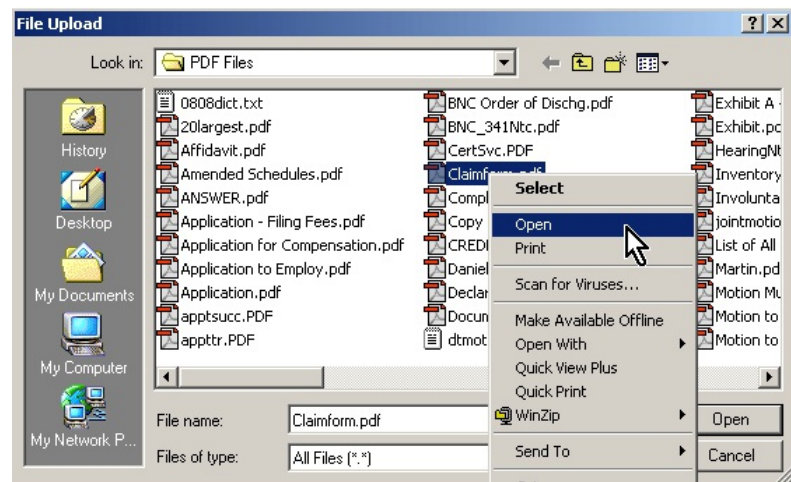 File Upload
Look in:
PDF Files
History
Desktop
My Documents
My Computer
My Network P...
0808dict.txt
20largest.pdf
Affidavit.pdf
Amended Schedules.pdf
ANSWER.pdf
Application - Filing Fees.pdf
Application for Compensation.pdf
Application to Employ.pdf
Application.pdf
apptsucc.PDF
appttr.PDF
BNC Order of Dischg.pdf
BNC_341Ntc.pdf
CertSvc.PDF
Claimform.pdf
Compl
Copy
CREDI
Daniel
Declar
Docum
dtmot
Exhibit A -
Exhibit.pd
HearingNt
Inventory
Involunta
jointmotio
List of All
Martin.pd
Motion Mu
Motion to
Motion to
Select
Open
Print
Scan for Viruses...
Make Available Offline
Open With
Quick View Plus
Quick Print
WinZip
Send To
File name:
Claimform.pdf
Open
Files of type:
All Files (*.*)
Cancel